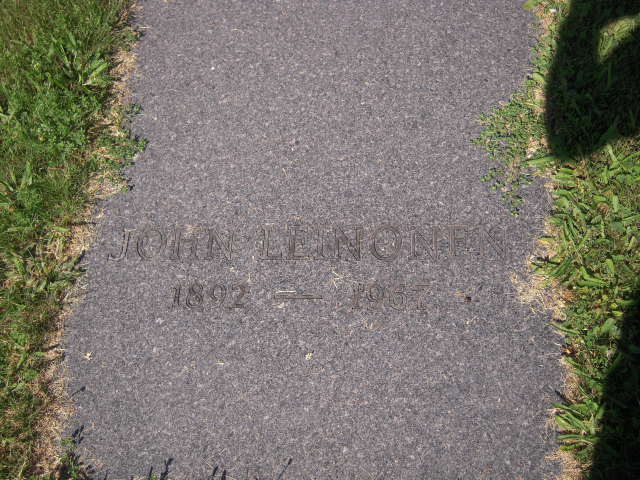 JOHN LEINONEN
1892 — 1967